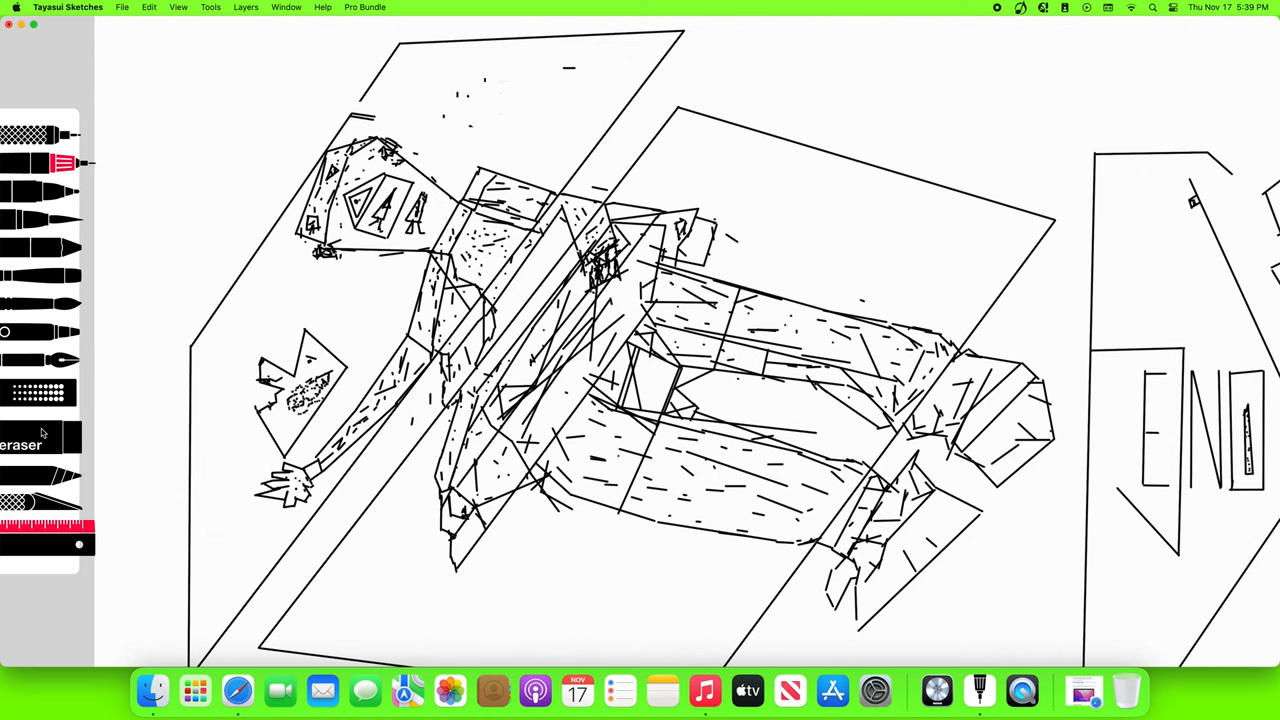 Tayasui Sketches File Edit View Tools Layers Window Help Pro Bundle Thu Nov 17 5:39 PM
eraser
END
NOV
17
tv